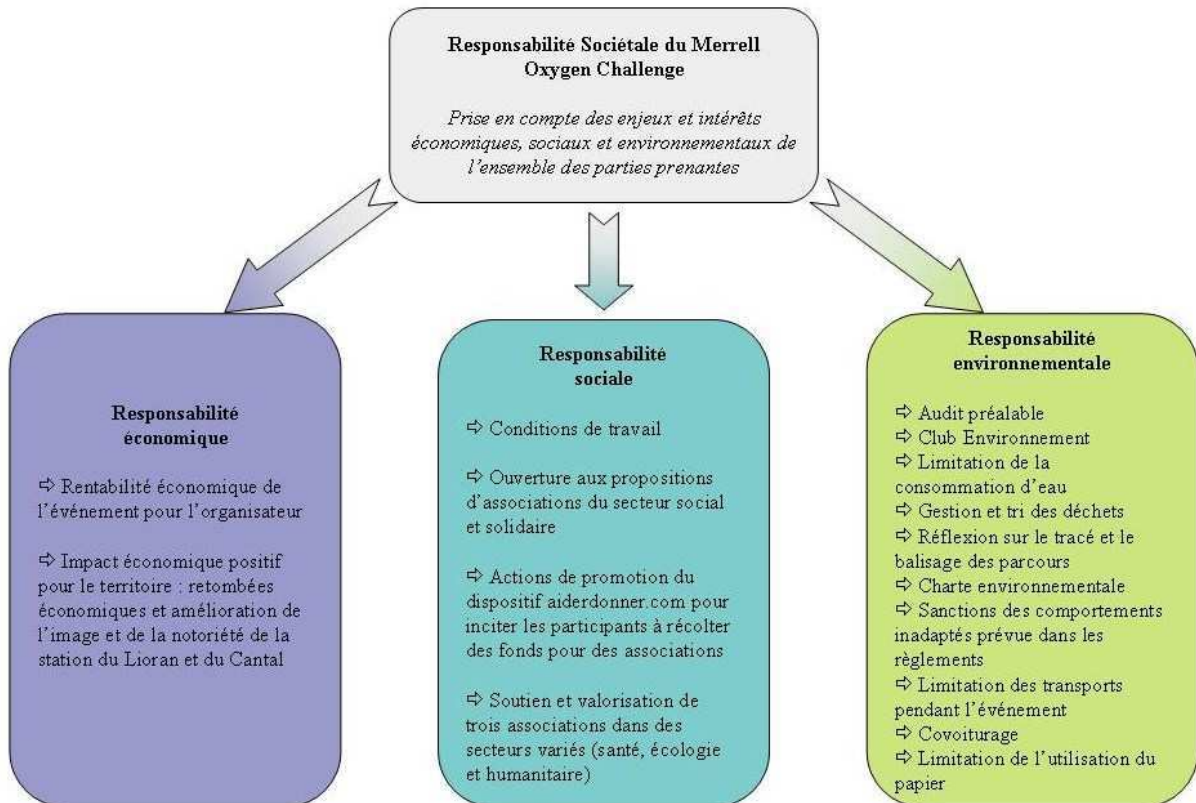 Responsabilité Sociétale du Merrell
Oxygen Challenge
Prise en compte des enjeux et intérêts
économiques, sociaux et environnementaux de
l'ensemble des parties prenantes
Responsabilité
économique
⇨ Rentabilité économique de
l'événement pour l'organisateur
⇨ Impact économique positif
pour le territoire : retombées
économiques et amélioration de
l'image et de la notoriété de la
station du Lioran et du Cantal
Responsabilité
sociale
⇨ Conditions de travail
⇨ Ouverture aux propositions
d'associations du secteur social
et solidaire
⇨ Actions de promotion du
dispositif aiderdonner.com pour
inciter les participants à récolter
des fonds pour des associations
⇨ Soutien et valorisation de
trois associations dans des
secteurs variés (santé, écologie
et humanitaire)
Responsabilité
environnementale
⇨ Audit préalable
⇨ Club Environnement
⇨ Limitation de la
consommation d'eau
⇨ Gestion et tri des déchets
⇨ Réflexion sur le tracé et le
balisage des parcours
⇨ Charte environnementale
⇨ Sanctions des comportements
inadaptés prévue dans les
règlements
⇨ Limitation des transports
pendant l'événement
⇨ Covoiturage
⇨ Limitation de l'utilisation du
papier